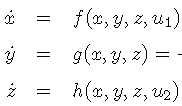 ẋ = f(x, y, z, u₁)
ẏ = g(x, y, z) = -
ż = h(x, y, z, u₂)